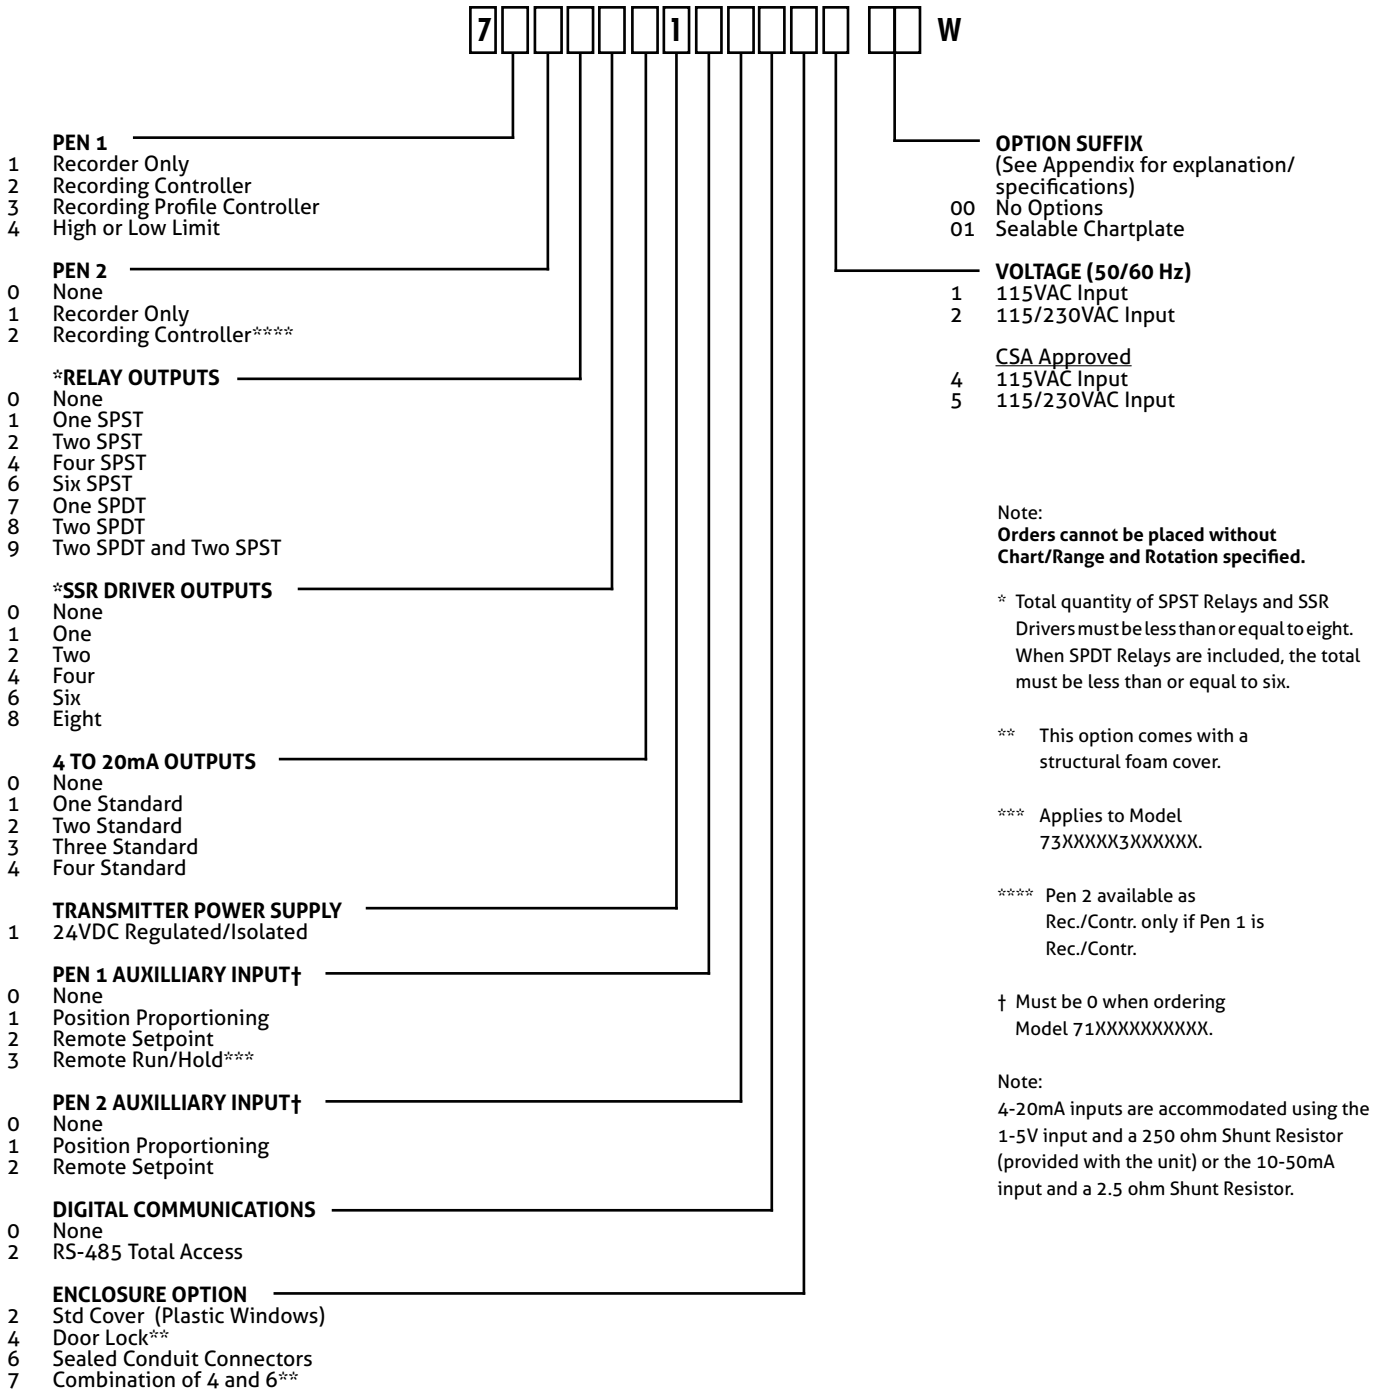 7 1 W
PEN 1
1 Recorder Only
2 Recording Controller
3 Recording Profile Controller
4 High or Low Limit
PEN 2
0 None
1 Recorder Only
2 Recording Controller****
*RELAY OUTPUTS
0 None
1 One SPST
2 Two SPST
4 Four SPST
6 Six SPST
7 One SPDT
8 Two SPDT
9 Two SPDT and Two SPST
*SSR DRIVER OUTPUTS
0 None
1 One
2 Two
4 Four
6 Six
8 Eight
4 TO 20mA OUTPUTS
0 None
1 One Standard
2 Two Standard
3 Three Standard
4 Four Standard
TRANSMITTER POWER SUPPLY
1 24VDC Regulated/Isolated
PEN 1 AUXILLIARY INPUT†
0 None
1 Position Proportioning
2 Remote Setpoint
3 Remote Run/Hold***
PEN 2 AUXILLIARY INPUT†
0 None
1 Position Proportioning
2 Remote Setpoint
DIGITAL COMMUNICATIONS
0 None
2 RS-485 Total Access
ENCLOSURE OPTION
2 Std Cover (Plastic Windows)
4 Door Lock**
6 Sealed Conduit Connectors
7 Combination of 4 and 6**
OPTION SUFFIX
(See Appendix for explanation/
specifications)
00 No Options
01 Sealable Chartplate
VOLTAGE (50/60 Hz)
1 115VAC Input
2 115/230VAC Input
CSA Approved
4 115VAC Input
5 115/230VAC Input
Note:
Orders cannot be placed without
Chart/Range and Rotation specified.
* Total quantity of SPST Relays and SSR
Drivers must be less than or equal to eight.
When SPDT Relays are included, the total
must be less than or equal to six.
** This option comes with a
structural foam cover.
*** Applies to Model
73XXXXX3XXXXXX.
**** Pen 2 available as
Rec./Contr. only if Pen 1 is
Rec./Contr.
† Must be 0 when ordering
Model 71XXXXXXXXXX.
Note:
4-20mA inputs are accommodated using the
1-5V input and a 250 ohm Shunt Resistor
(provided with the unit) or the 10-50mA
input and a 2.5 ohm Shunt Resistor.